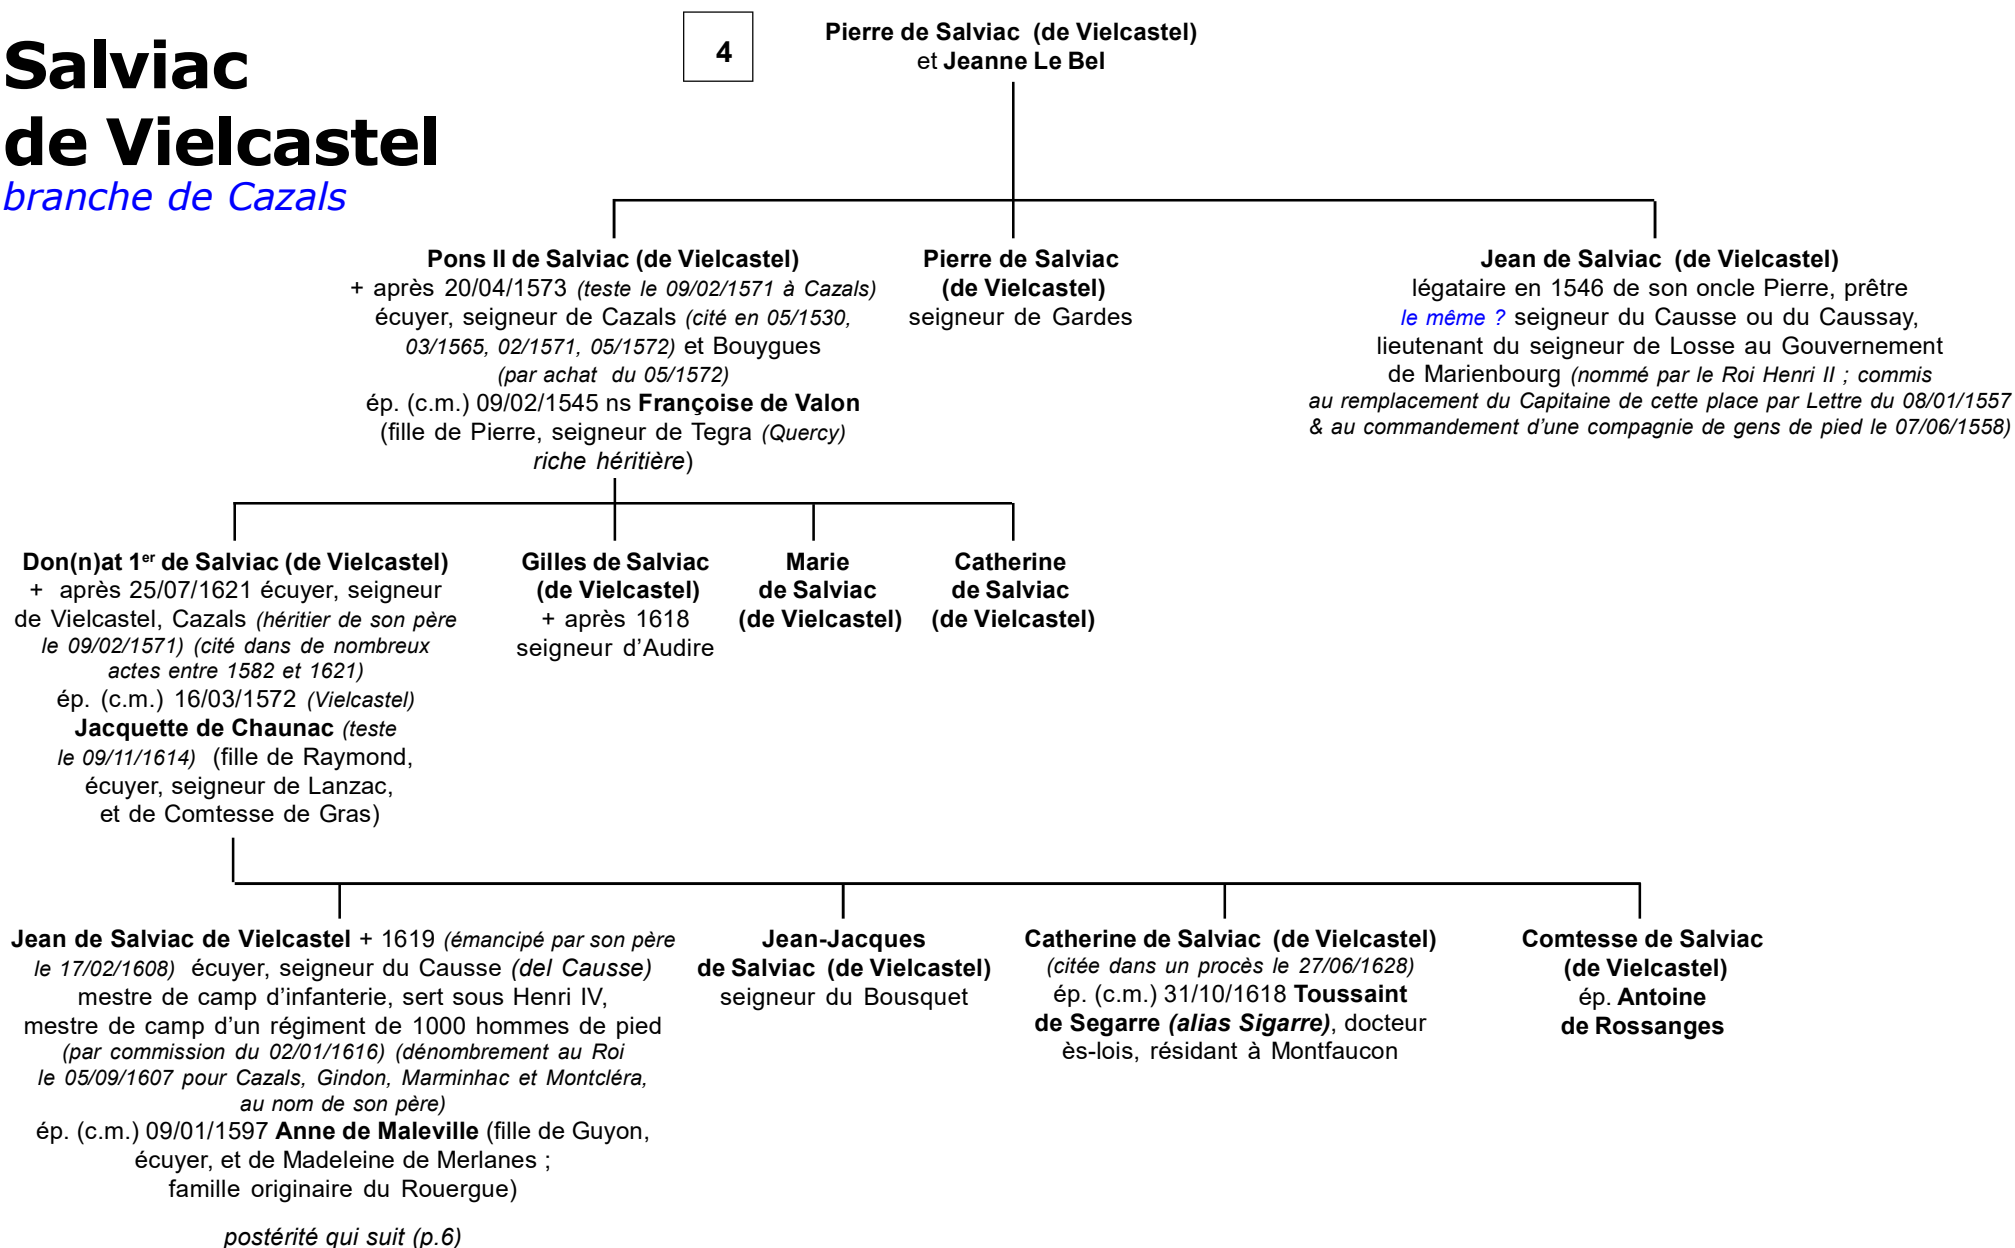 Salviac
de Vielcastel
branche de Cazals
4
Pierre de Salviac (de Vielcastel)
et Jeanne Le Bel
Pons II de Salviac (de Vielcastel)
+ après 20/04/1573 (teste le 09/02/1571 à Cazals)
écuyer, seigneur de Cazals (cité en 05/1530,
03/1565, 02/1571, 05/1572) et Bouygues
(par achat du 05/1572)
ép. (c.m.) 09/02/1545 ns Françoise de Valon
(fille de Pierre, seigneur de Tegra (Quercy)
riche héritière)
Pierre de Salviac
(de Vielcastel)
seigneur de Gardes
Jean de Salviac (de Vielcastel)
légataire en 1546 de son oncle Pierre, prêtre
le même ? seigneur du Causse ou du Caussay,
lieutenant du seigneur de Losse au Gouvernement
de Marienbourg (nommé par le Roi Henri II ; commis
au remplacement du Capitaine de cette place par Lettre du 08/01/1557
& au commandement d'une compagnie de gens de pied le 07/06/1558)
Don(n)at 1er de Salviac (de Vielcastel)
+ après 25/07/1621 écuyer, seigneur
de Vielcastel, Cazals (héritier de son père
le 09/02/1571) (cité dans de nombreux
actes entre 1582 et 1621)
ép. (c.m.) 16/03/1572 (Vielcastel)
Jacquette de Chaunac (teste
le 09/11/1614) (fille de Raymond,
écuyer, seigneur de Lanzac,
et de Comtesse de Gras)
Gilles de Salviac
(de Vielcastel)
+ après 1618
seigneur d'Audire
Marie
de Salviac
(de Vielcastel)
Catherine
de Salviac
(de Vielcastel)
Jean de Salviac de Vielcastel + 1619 (émancipé par son père
le 17/02/1608) écuyer, seigneur du Causse (del Causse)
mestre de camp d'infanterie, sert sous Henri IV,
mestre de camp d'un régiment de 1000 hommes de pied
(par commission du 02/01/1616) (dénombrement au Roi
le 05/09/1607 pour Cazals, Gindon, Marminhac et Montcléra,
au nom de son père)
ép. (c.m.) 09/01/1597 Anne de Maleville (fille de Guyon,
écuyer, et de Madeleine de Merlanes ;
famille originaire du Rouergue)
postérité qui suit (p.6)
Jean-Jacques
de Salviac (de Vielcastel)
seigneur du Bousquet
Catherine de Salviac (de Vielcastel)
(citée dans un procès le 27/06/1628)
ép. (c.m.) 31/10/1618 Toussaint
de Segarre (alias Sigarre), docteur
ès-lois, résidant à Montfaucon
Comtesse de Salviac
(de Vielcastel)
ép. Antoine
de Rossanges